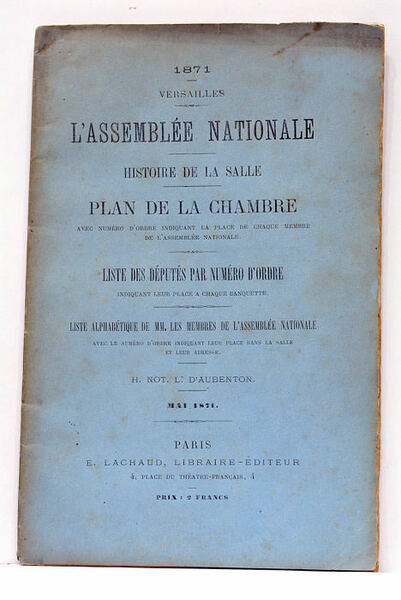 1871
VERSAILLES
L'ASSEMBLÉE NATIONALE
HISTOIRE DE LA SALLE
PLAN DE LA CHAMBRE
AVEC NUMÉRO D'ORDRE INDIQUANT LA PLACE DE CHAQUE MEMBRE
DE L'ASSEMBLÉE NATIONALE.
LISTE DES DÉPUTÉS PAR NUMÉRO D'ORDRE
INDIQUANT LEUR PLACE A CHAQUE BANQUETTE.
LISTE ALPHABÉTIQUE DE MM. LES MEMBRES DE L'ASSEMBLÉE NATIONALE
AVEC LE NUMÉRO D'ORDRE INDIQUANT LEUR PLACE DANS LA SALLE
ET LEUR ADRESSE.
H. NOT. L. D'AUBENTON.
MAI 1871.
PARIS
E. LACHAUD, LIBRAIRE-ÉDITEUR
4, PLACE DU THÉATRE-FRANÇAIS, 4
PRIX : 2 FRANCS